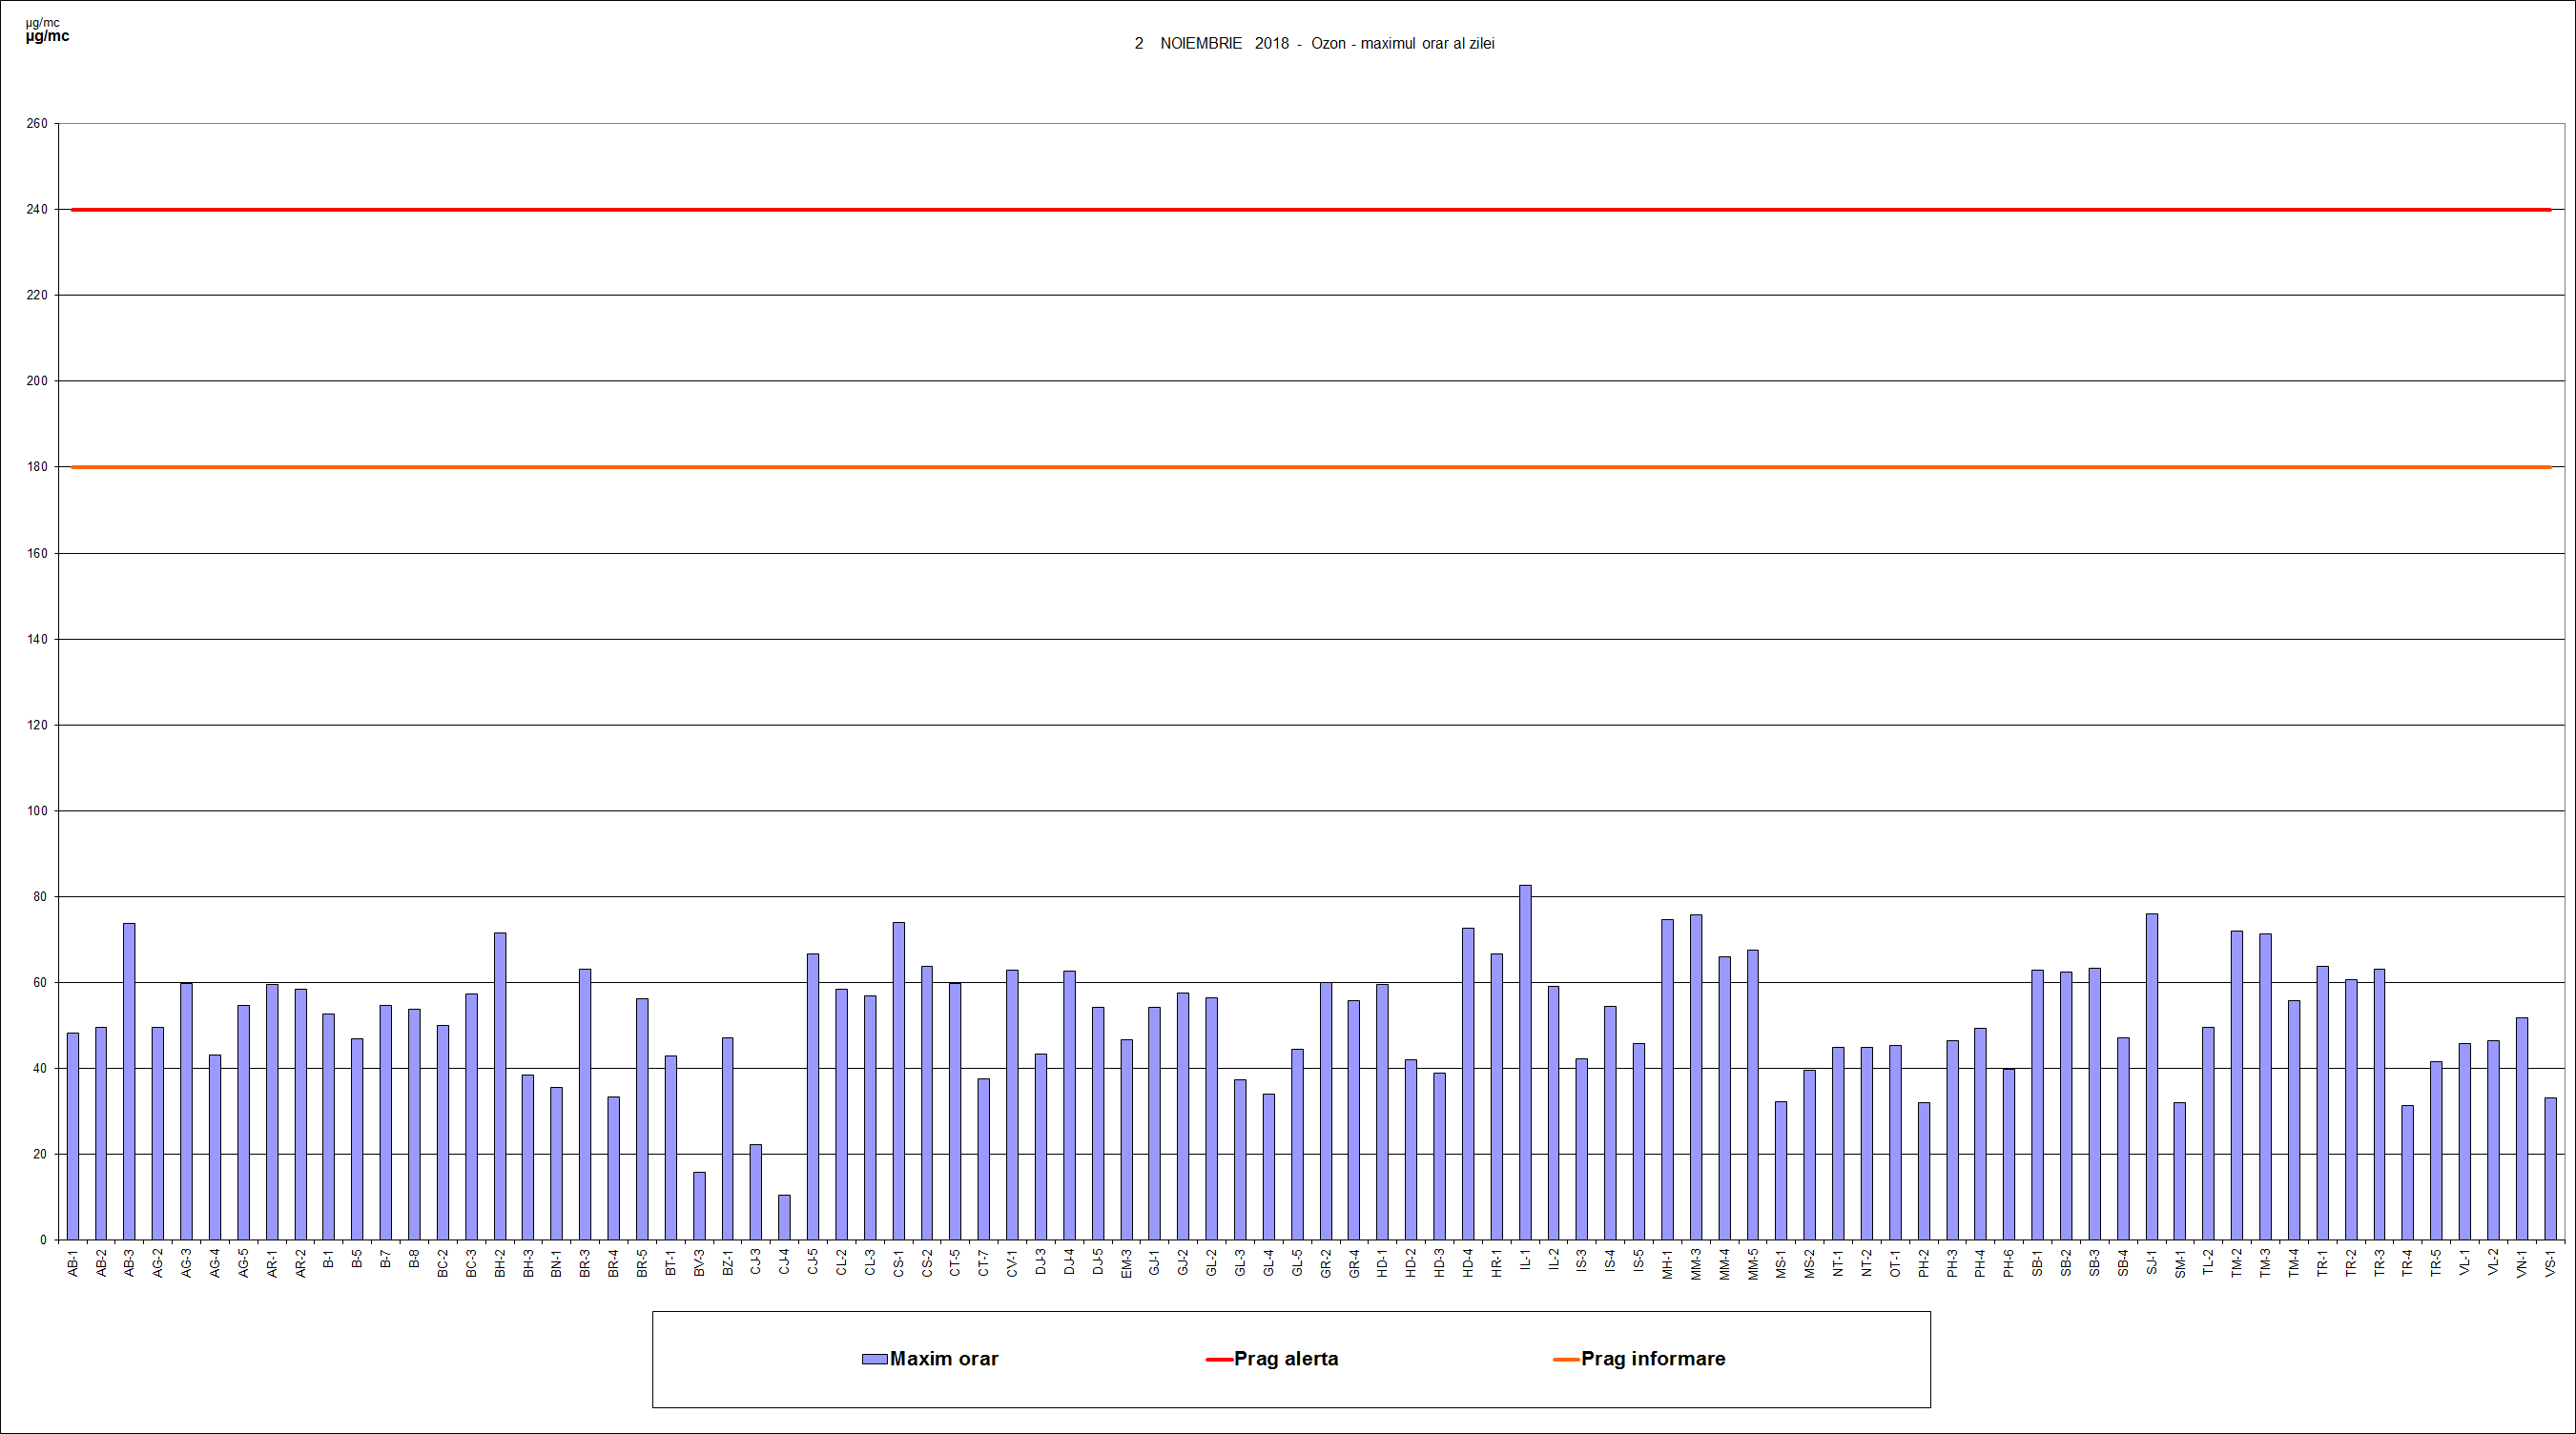 µg/mc
µg/mc
2 NOIEMBRIE 2018 - Ozon - maximul orar al zilei
260
240
220
200
180
160
140
120
100
80
60
40
20
0
AB-1 AB-2 AB-3 AG-2 AG-3 AG-4 AG-5 AR-1 AR-2 B-1 B-5 B-7 B-8 BC-2 BC-3 BH-2 BH-3 BN-1 BR-3 BR-4 BR-5 BT-1 BV-3 BZ-1 CJ-3 CJ-4 CJ-5 CL-2 CL-3 CS-1 CS-2 CT-5 CT-7 CV-1 DJ-3 DJ-4 DJ-5 EM-3 GJ-1 GJ-2 GL-2 GL-3 GL-4 GL-5 GR-2 GR-4 HD-1 HD-2 HD-3 HD-4 HR-1 IL-1 IL-2 IS-3 IS-4 IS-5 MH-1 MM-3 MM-4 MM-5 MS-1 MS-2 NT-1 NT-2 OT-1 PH-2 PH-3 PH-4 PH-6 SB-1 SB-2 SB-3 SB-4 SJ-1 SM-1 TL-2 TM-2 TM-3 TM-4 TR-1 TR-2 TR-3 TR-4 TR-5 VL-1 VL-2 VN-1 VS-1
Maxim orar Prag alerta Prag informare